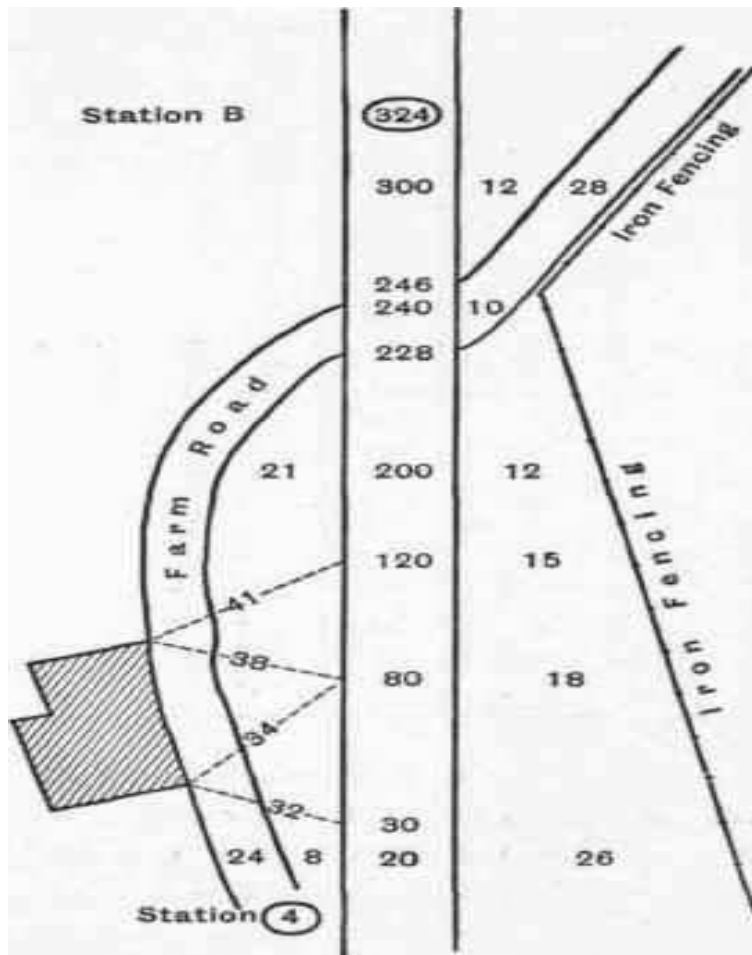 Station B 324
300 12 28
Iron Fencing
246
240 10
228
Farm Road
21 200 12
Iron Fencing
120 15
41
38
80 18
34
32
30
24 8 20 26
Station 4